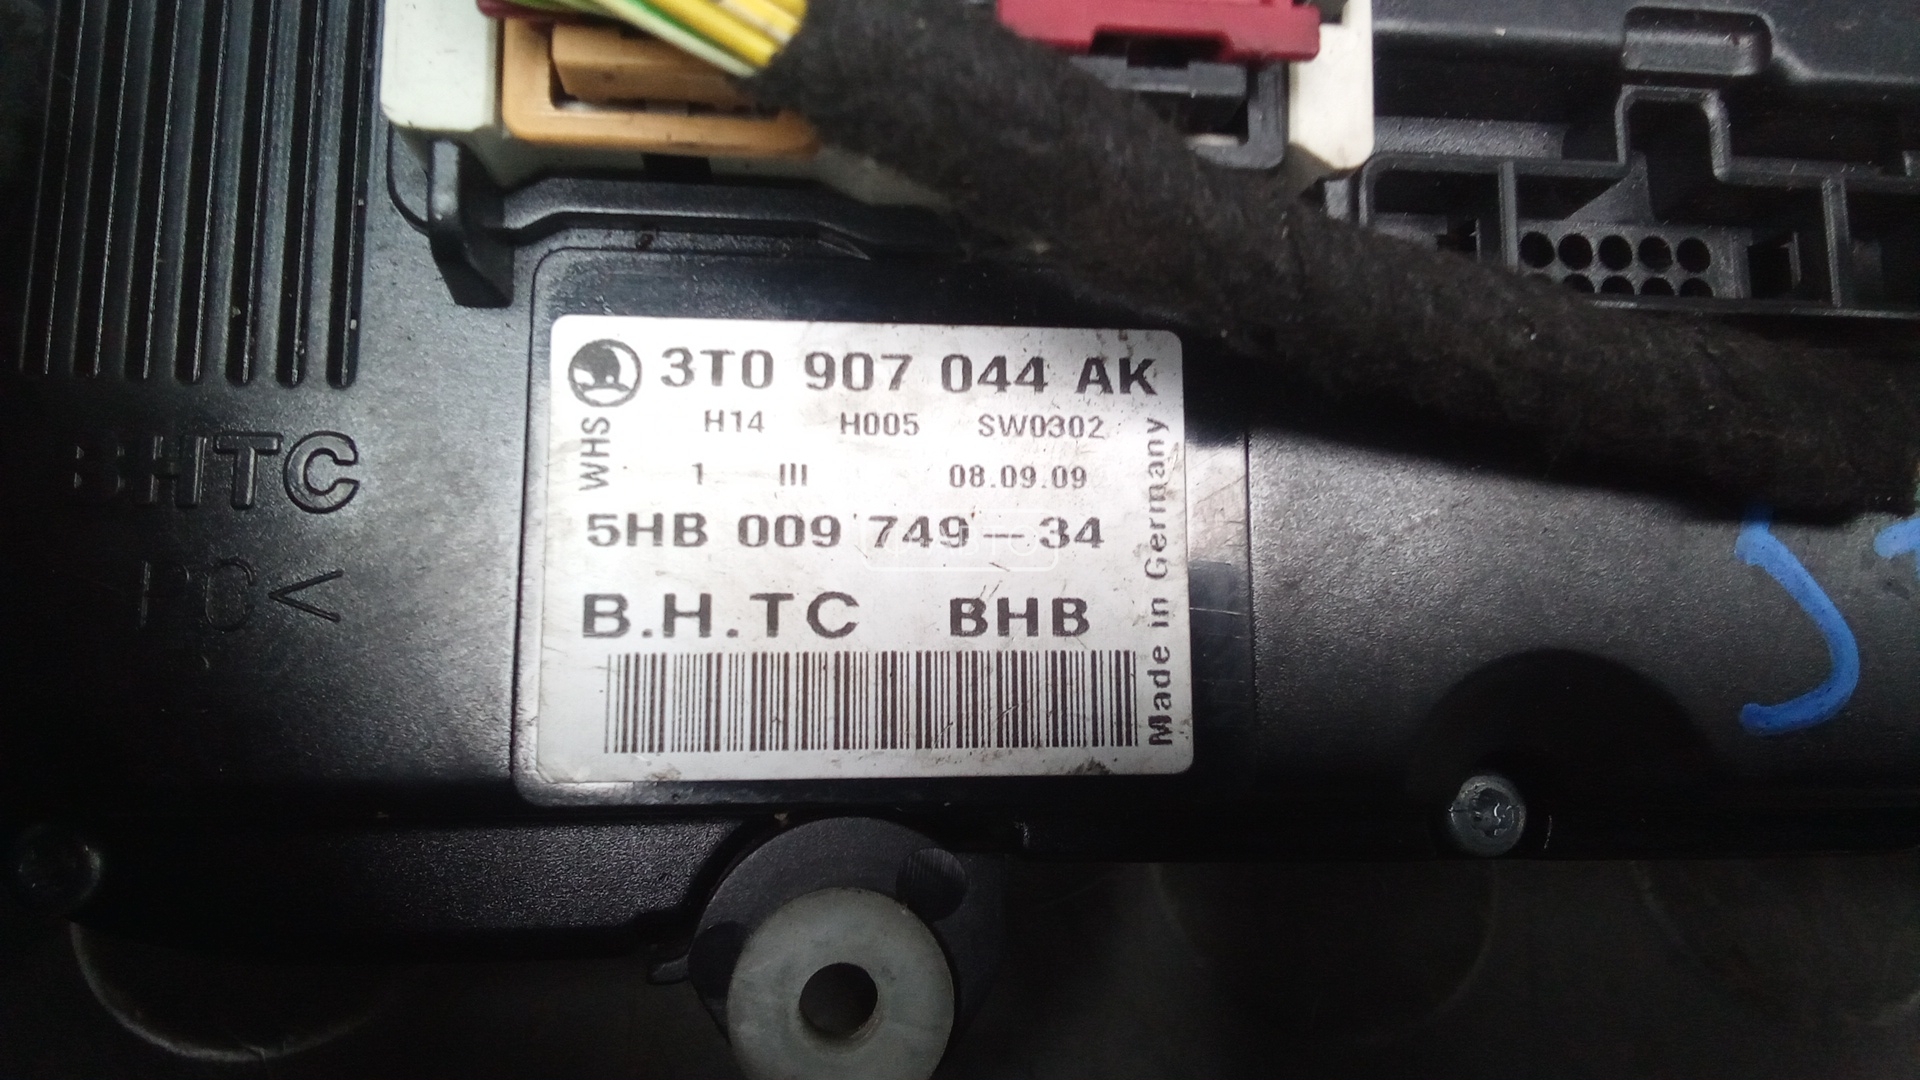 3T0 907 044 AK
H14 H005 SW0302
WHS
1 III 08.09.09
5HB 009 749-34
B.H.TC BHB
Made in Germany
BHTC